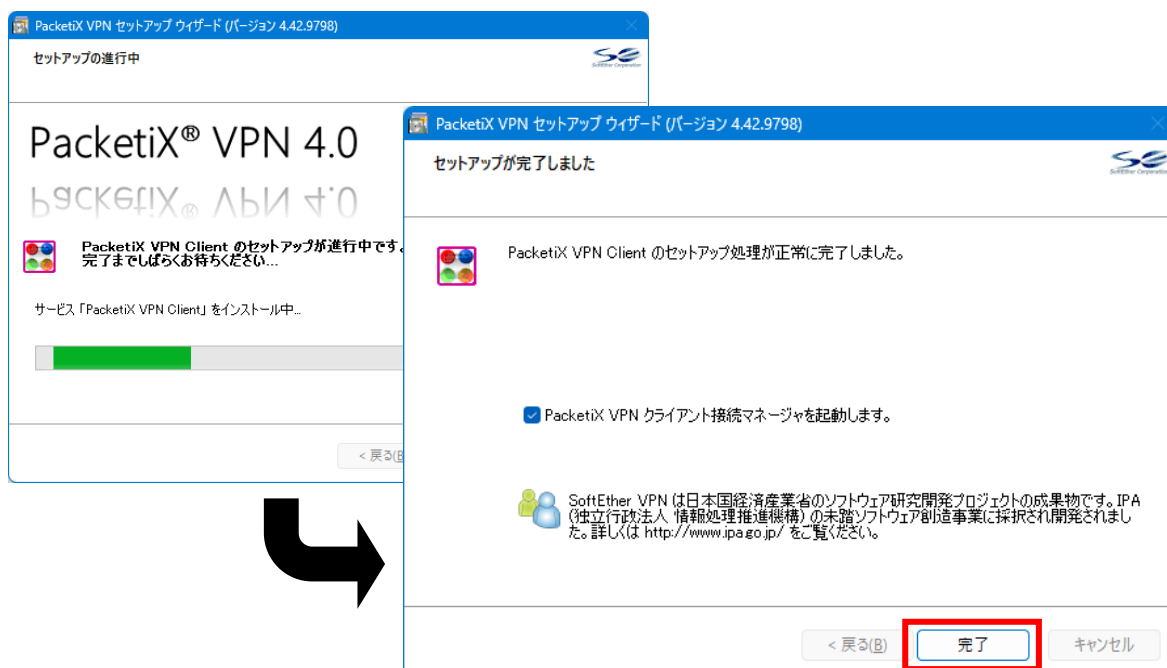 PacketiX VPN セットアップ ウィザード (バージョン 4.42.9798)
セットアップの進行中
SoftEther Corporation
PacketiX® VPN 4.0
PacketiX VPN Client のセットアップが進行中です。
完了までしばらくお待ちください...
サービス「PacketiX VPN Client」をインストール中...
< 戻る(B
PacketiX VPN セットアップ ウィザード (バージョン 4.42.9798)
セットアップが完了しました
SoftEther Corporation
PacketiX VPN Client のセットアップ処理が正常に完了しました。
PacketiX VPN クライアント接続マネージャを起動します。
SoftEther VPN は日本国経済産業省のソフトウェア研究開発プロジェクトの成果物です。IPA
(独立行政法人 情報処理推進機構) の未踏ソフトウェア創造事業に採択され開発されまし
た。詳しくは http://www.ipa.go.jp/ をご覧ください。
< 戻る(B)
完了
キャンセル